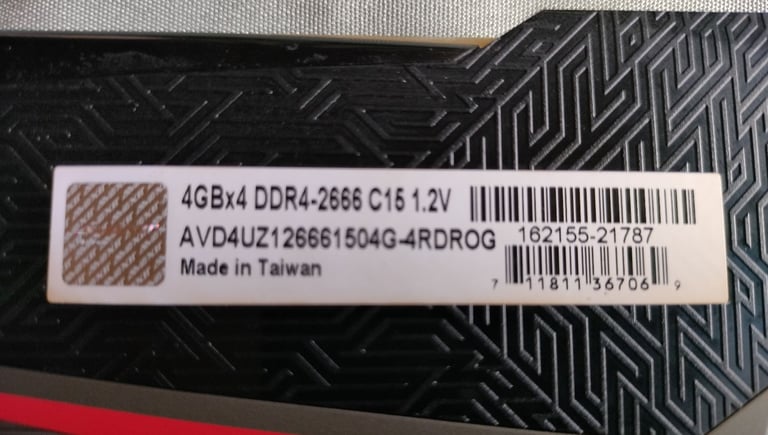 4GBx4 DDR4-2666 C15 1.2V
AVD4UZ126661504G-4RDROG
162155-21787
Made in Taiwan
7 11811 36706 9